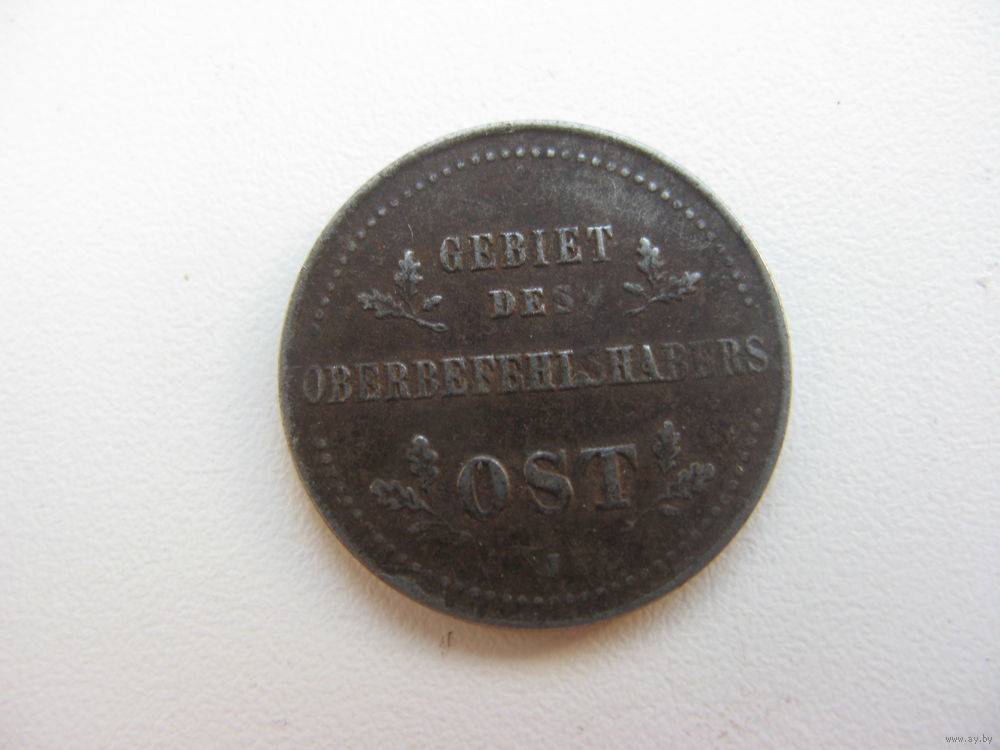 GEBIET
DES
OBERBEFEHLSHABERS
OST
J
www.ay.by